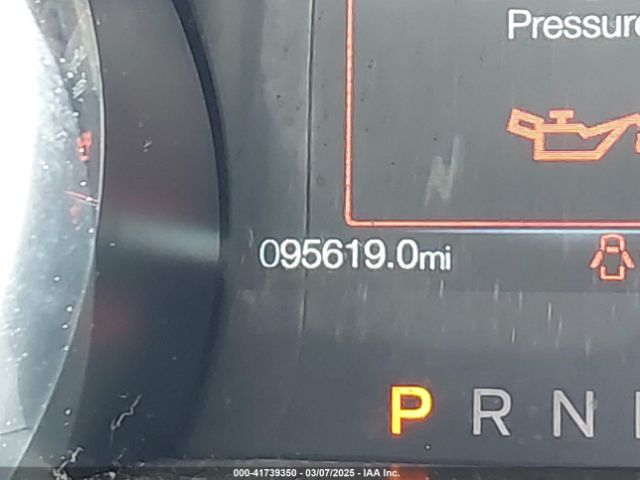 Pressure
095619.0mi
P R N
000-41739350 - 03/07/2025 - IAA Inc.